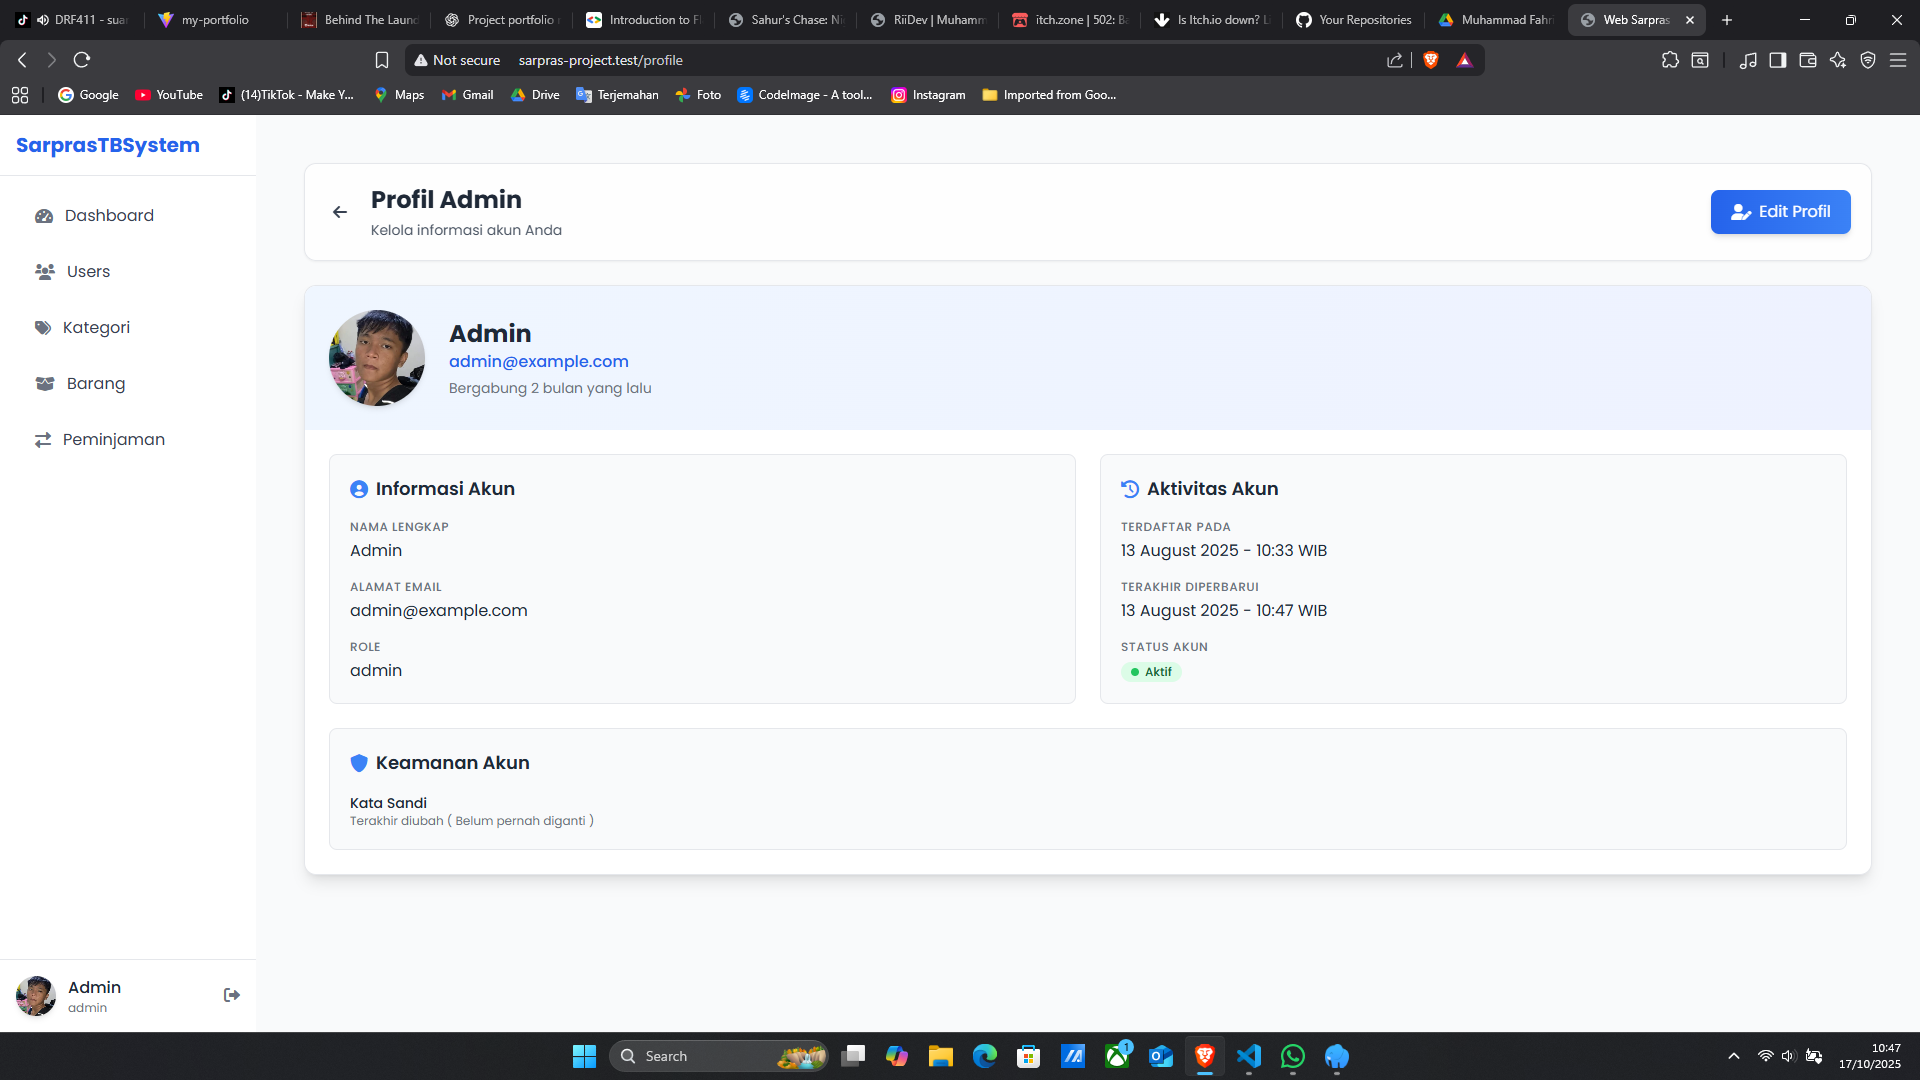 DRF411 - sua
my-portfolio
Behind The Laun
Project portfolio
Introduction to Fl
Sahur's Chase: Ni
RiiDev | Muhamm
itch.zone | 502: Ba
Is Itch.io down? Li
Your Repositories
Muhammad Fahri
Web Sarpras
Not secure
sarpras-project.test/profile
Google
YouTube
(14)TikTok - Make Y...
Maps
Gmail
Drive
Terjemahan
Foto
CodeImage - A tool...
Instagram
Imported from Goo...
SarprasTBSystem
Dashboard
Users
Kategori
Barang
Peminjaman
Profil Admin
Kelola informasi akun Anda
Edit Profil
Admin
admin@example.com
Bergabung 2 bulan yang lalu
Informasi Akun
NAMA LENGKAP
Admin
ALAMAT EMAIL
admin@example.com
ROLE
admin
Aktivitas Akun
TERDAFTAR PADA
13 August 2025 - 10:33 WIB
TERAKHIR DIPERBARUI
13 August 2025 - 10:47 WIB
STATUS AKUN
Aktif
Keamanan Akun
Kata Sandi
Terakhir diubah ( Belum pernah diganti )
Admin
admin
Search
1
10:47
17/10/2025